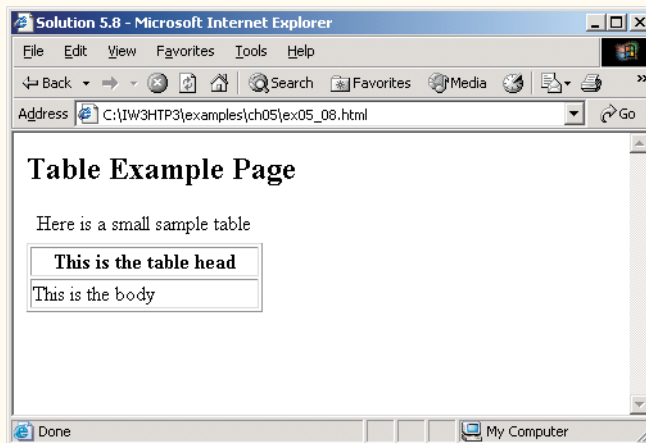 Solution 5.8 - Microsoft Internet Explorer
File Edit View Favorites Tools Help
Back Search Favorites Media »
Address C:\IW3HTP3\examples\ch05\ex05_08.html Go
Table Example Page
Here is a small sample table
This is the table head
This is the body
Done My Computer